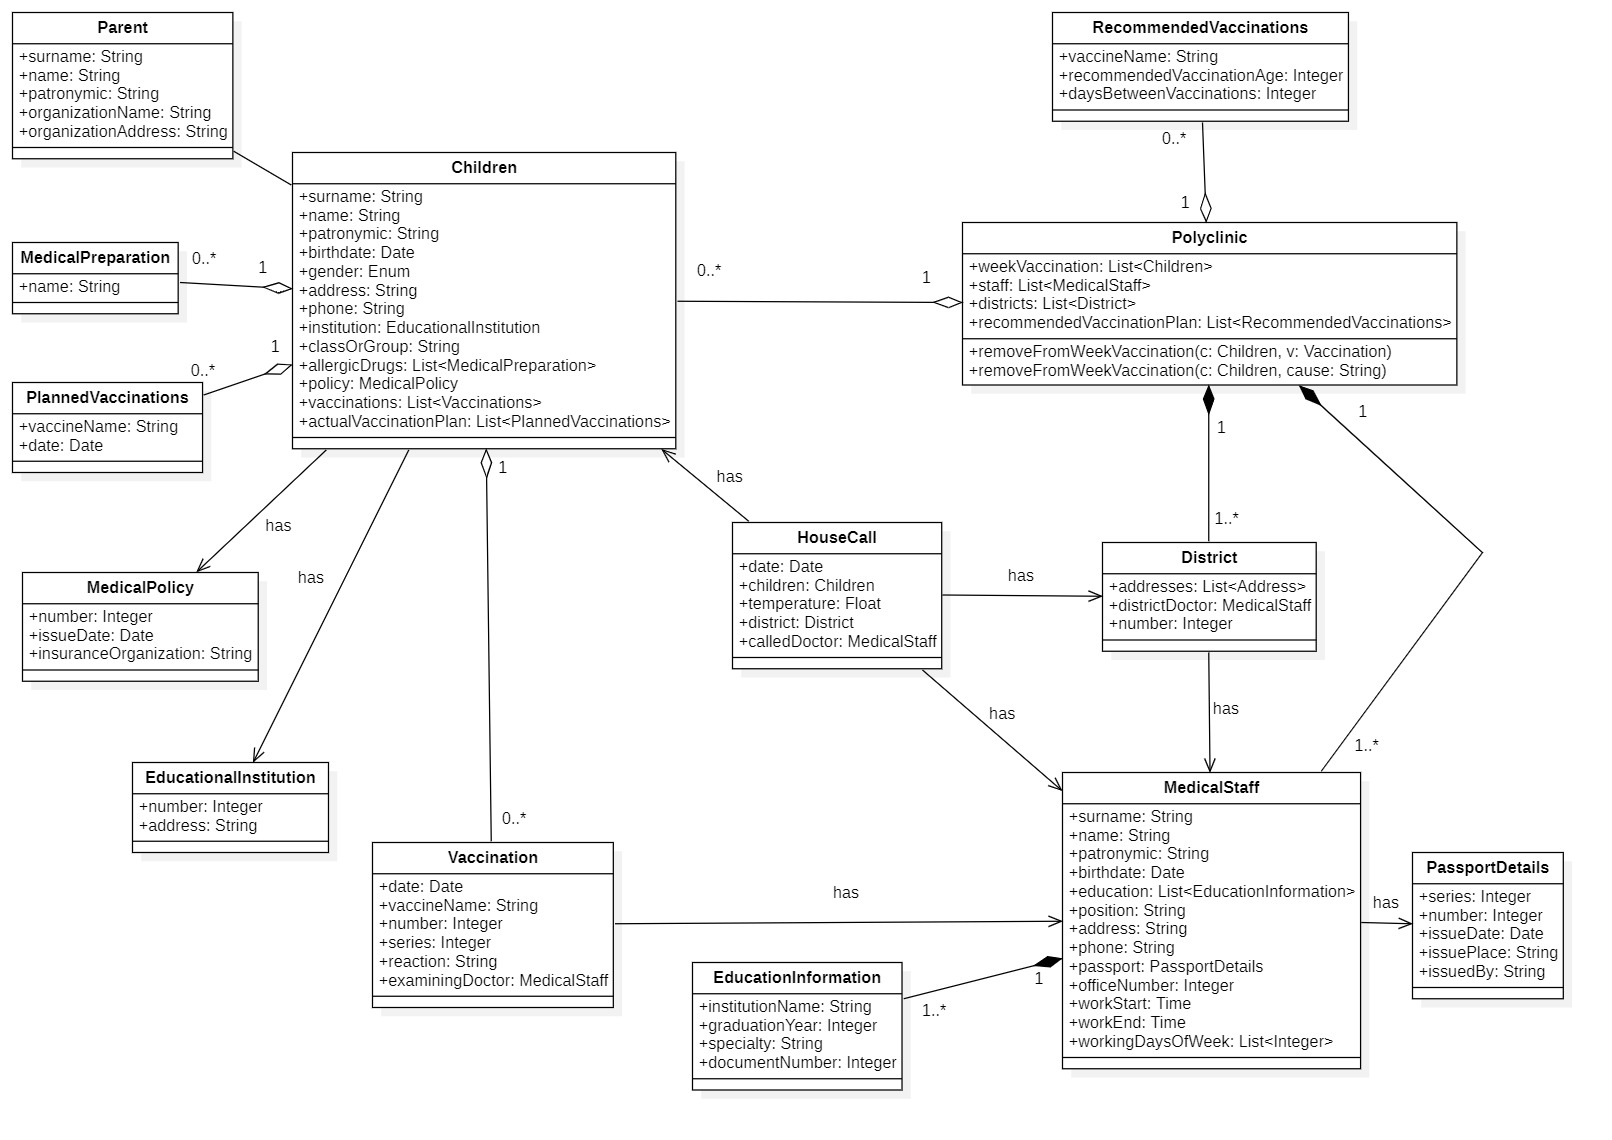 Parent
+surname: String
+name: String
+patronymic: String
+organizationName: String
+organizationAddress: String
RecommendedVaccinations
+vaccineName: String
+recommendedVaccinationAge: Integer
+daysBetweenVaccinations: Integer
0..*
1
Children
+surname: String
+name: String
+patronymic: String
+birthdate: Date
+gender: Enum
+address: String
+phone: String
+institution: EducationalInstitution
+classOrGroup: String
+allergicDrugs: List<MedicalPreparation>
+policy: MedicalPolicy
+vaccinations: List<Vaccinations>
+actualVaccinationPlan: List<PlannedVaccinations>
MedicalPreparation
+name: String
0..*
1
PlannedVaccinations
+vaccineName: String
+date: Date
0..*
1
0..*
1
Polyclinic
+weekVaccination: List<Children>
+staff: List<MedicalStaff>
+districts: List<District>
+recommendedVaccinationPlan: List<RecommendedVaccinations>
+removeFromWeekVaccination(c: Children, v: Vaccination)
+removeFromWeekVaccination(c: Children, cause: String)
1
1
1
has
has
has
1..*
MedicalPolicy
+number: Integer
+issueDate: Date
+insuranceOrganization: String
HouseCall
+date: Date
+children: Children
+temperature: Float
+district: District
+calledDoctor: MedicalStaff
has
District
+addresses: List<Address>
+districtDoctor: MedicalStaff
+number: Integer
has
has
1..*
EducationalInstitution
+number: Integer
+address: String
0..*
Vaccination
+date: Date
+vaccineName: String
+number: Integer
+series: Integer
+reaction: String
+examiningDoctor: MedicalStaff
has
MedicalStaff
+surname: String
+name: String
+patronymic: String
+birthdate: Date
+education: List<EducationInformation>
+position: String
+address: String
+phone: String
+passport: PassportDetails
+officeNumber: Integer
+workStart: Time
+workEnd: Time
+workingDaysOfWeek: List<Integer>
has
PassportDetails
+series: Integer
+number: Integer
+issueDate: Date
+issuePlace: String
+issuedBy: String
EducationInformation
+institutionName: String
+graduationYear: Integer
+specialty: String
+documentNumber: Integer
1..*
1